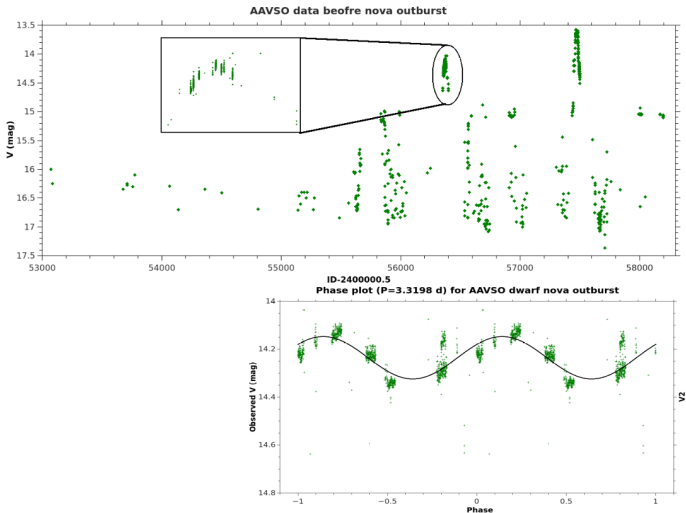 AAVSO data beofre nova outburst
13.5
14
14.5
15
15.5
16
16.5
17
17.5
V (mag)
53000 54000 55000 56000 57000 58000
ID-2400000.5
Phase plot (P=3.3198 d) for AAVSO dwarf nova outburst
14
14.2
14.4
14.6
14.8
Observed V (mag)
V2
−1 −0.5 0 0.5 1
Phase